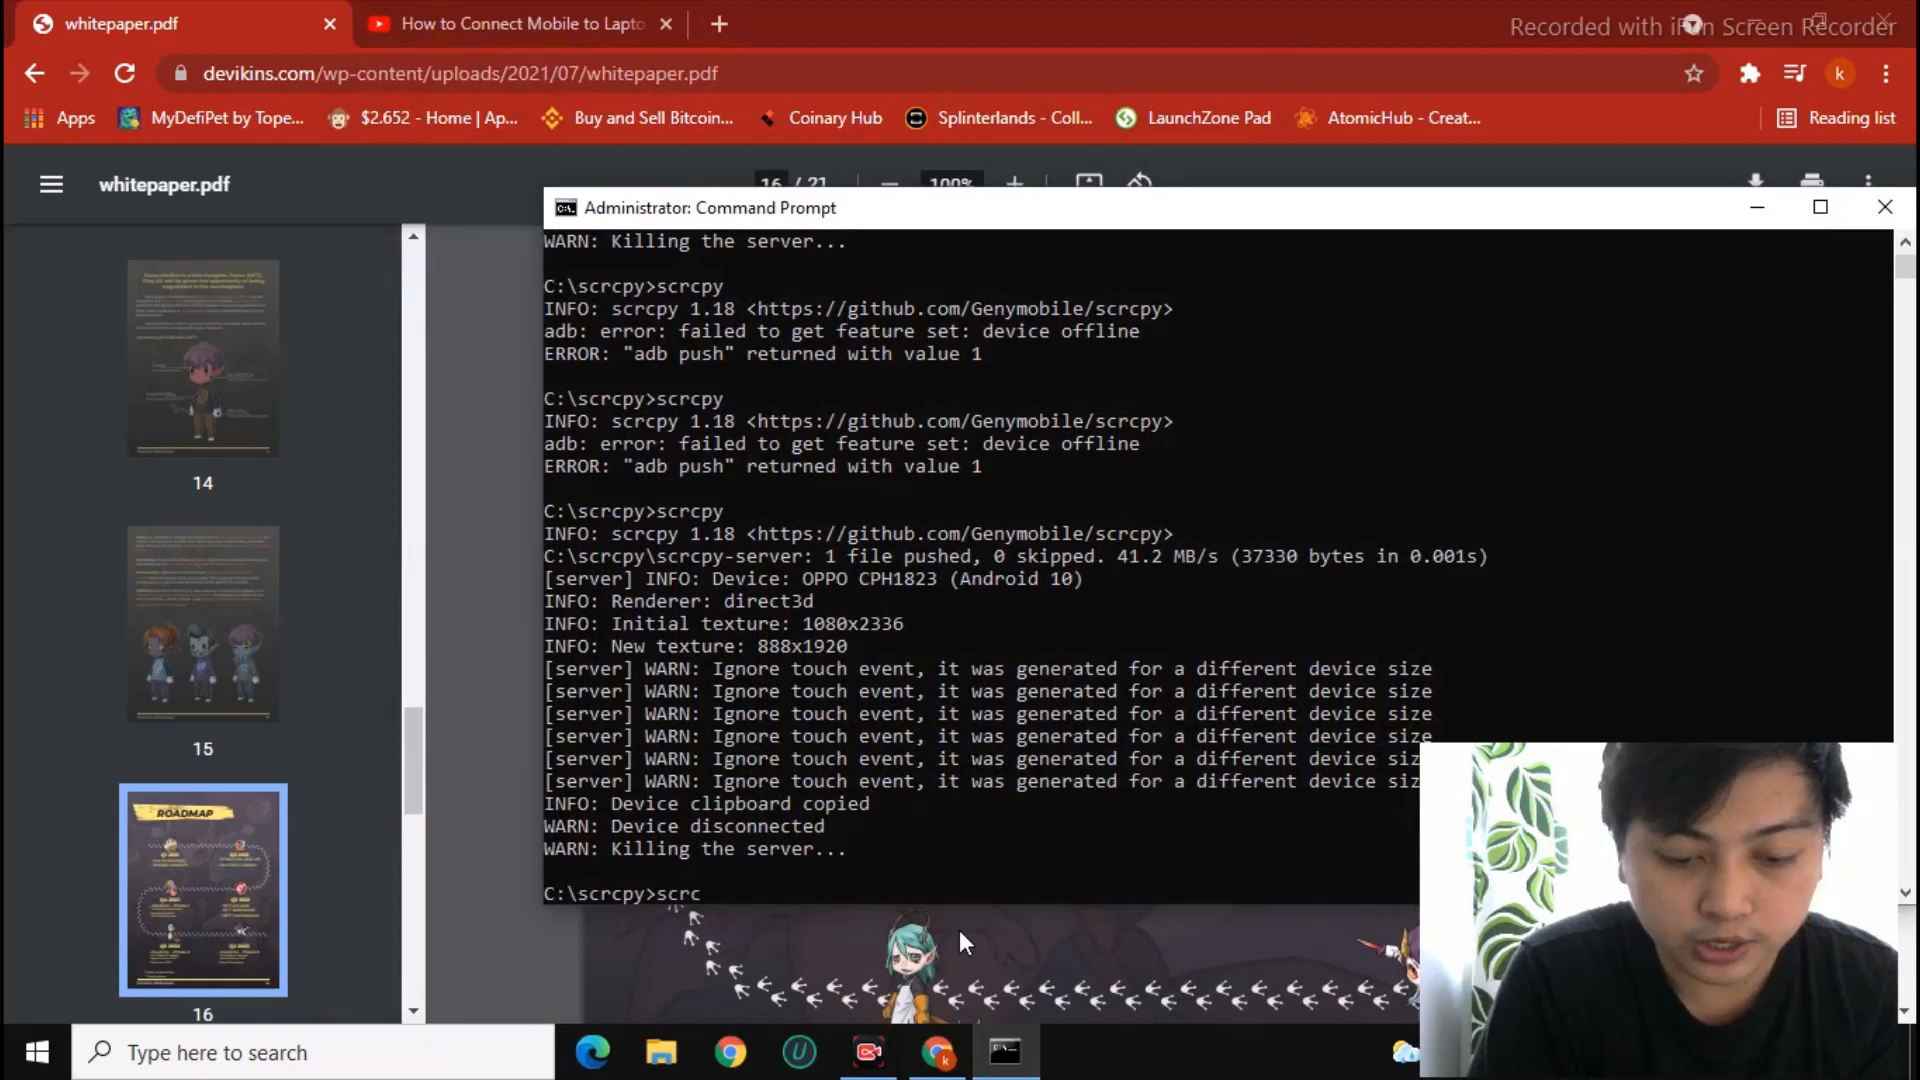 whitepaper.pdf
How to Connect Mobile to Lapto
Recorded with iFun Screen Recorder
devikins.com/wp-content/uploads/2021/07/whitepaper.pdf
k
Apps
MyDefiPet by Tope...
$2.652 - Home | Ap...
Buy and Sell Bitcoin...
Coinary Hub
Splinterlands - Coll...
LaunchZone Pad
AtomicHub - Creat...
Reading list
whitepaper.pdf
16 / 21
100%
Administrator: Command Prompt
WARN: Killing the server...
C:\scrcpy>scrcpy
INFO: scrcpy 1.18 <https://github.com/Genymobile/scrcpy>
adb: error: failed to get feature set: device offline
ERROR: "adb push" returned with value 1
C:\scrcpy>scrcpy
INFO: scrcpy 1.18 <https://github.com/Genymobile/scrcpy>
adb: error: failed to get feature set: device offline
ERROR: "adb push" returned with value 1
C:\scrcpy>scrcpy
INFO: scrcpy 1.18 <https://github.com/Genymobile/scrcpy>
C:\scrcpy\scrcpy-server: 1 file pushed, 0 skipped. 41.2 MB/s (37330 bytes in 0.001s)
[server] INFO: Device: OPPO CPH1823 (Android 10)
INFO: Renderer: direct3d
INFO: Initial texture: 1080x2336
INFO: New texture: 888x1920
[server] WARN: Ignore touch event, it was generated for a different device size
[server] WARN: Ignore touch event, it was generated for a different device size
[server] WARN: Ignore touch event, it was generated for a different device size
[server] WARN: Ignore touch event, it was generated for a different device size
[server] WARN: Ignore touch event, it was generated for a different device siz
[server] WARN: Ignore touch event, it was generated for a different device siz
INFO: Device clipboard copied
WARN: Device disconnected
WARN: Killing the server...
C:\scrcpy>scrc
14
15
ROADMAP
16
Type here to search